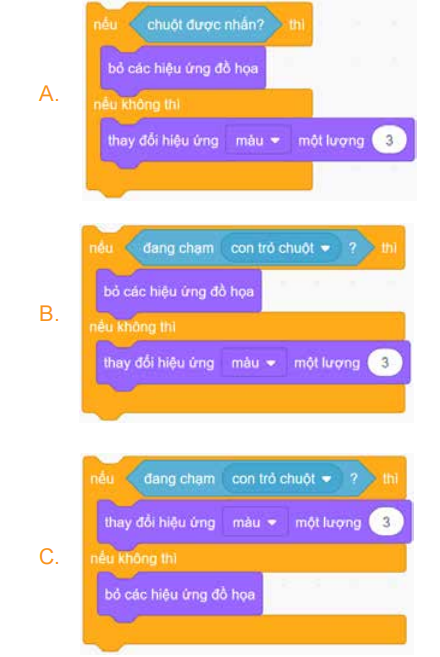 nếu chuột được nhấn? thì
bỏ các hiệu ứng đồ họa
A.
nếu không thì
thay đổi hiệu ứng màu một lượng 3
nếu đang chạm con trỏ chuột ? thì
bỏ các hiệu ứng đồ họa
B.
nếu không thì
thay đổi hiệu ứng màu một lượng 3
nếu đang chạm con trỏ chuột ? thì
thay đổi hiệu ứng màu một lượng 3
C.
nếu không thì
bỏ các hiệu ứng đồ họa